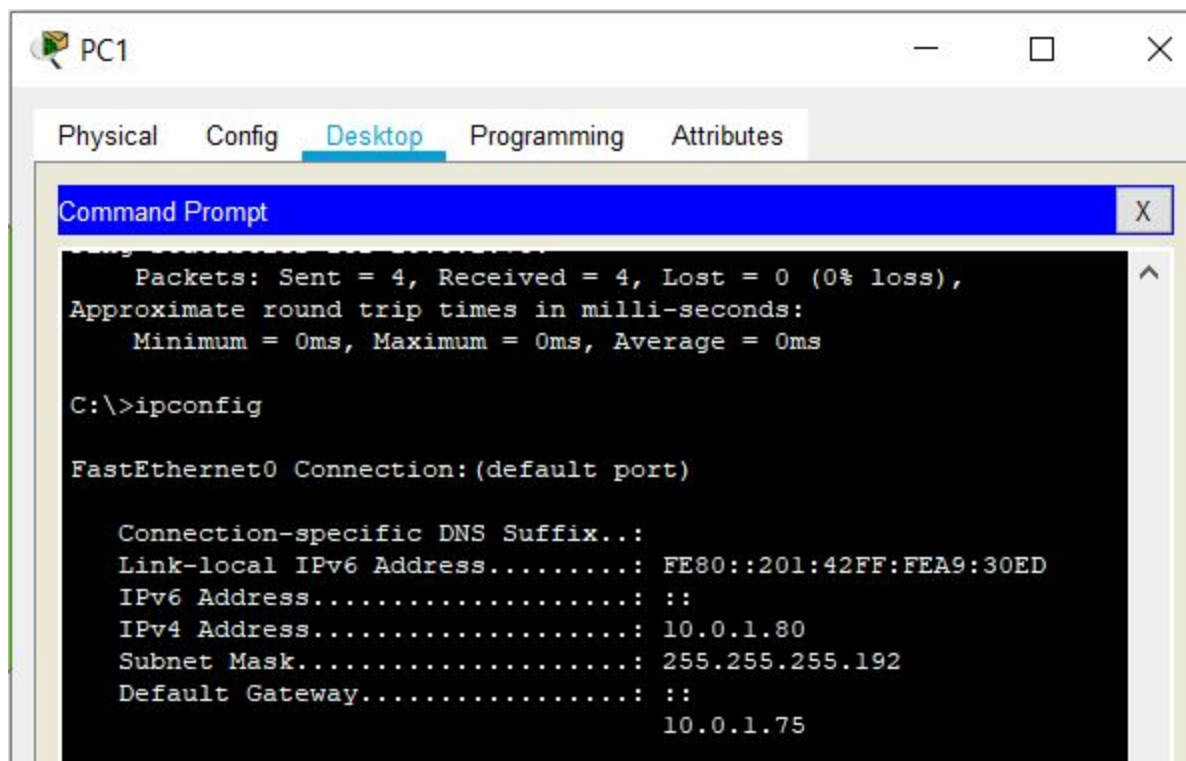 PC1
Physical Config Desktop Programming Attributes
Command Prompt X
Packets: Sent = 4, Received = 4, Lost = 0 (0% loss),
Approximate round trip times in milli-seconds:
Minimum = 0ms, Maximum = 0ms, Average = 0ms
C:\>ipconfig
FastEthernet0 Connection:(default port)
Connection-specific DNS Suffix..:
Link-local IPv6 Address.........: FE80::201:42FF:FEA9:30ED
IPv6 Address....................: ::
IPv4 Address....................: 10.0.1.80
Subnet Mask.....................: 255.255.255.192
Default Gateway.................: ::
10.0.1.75